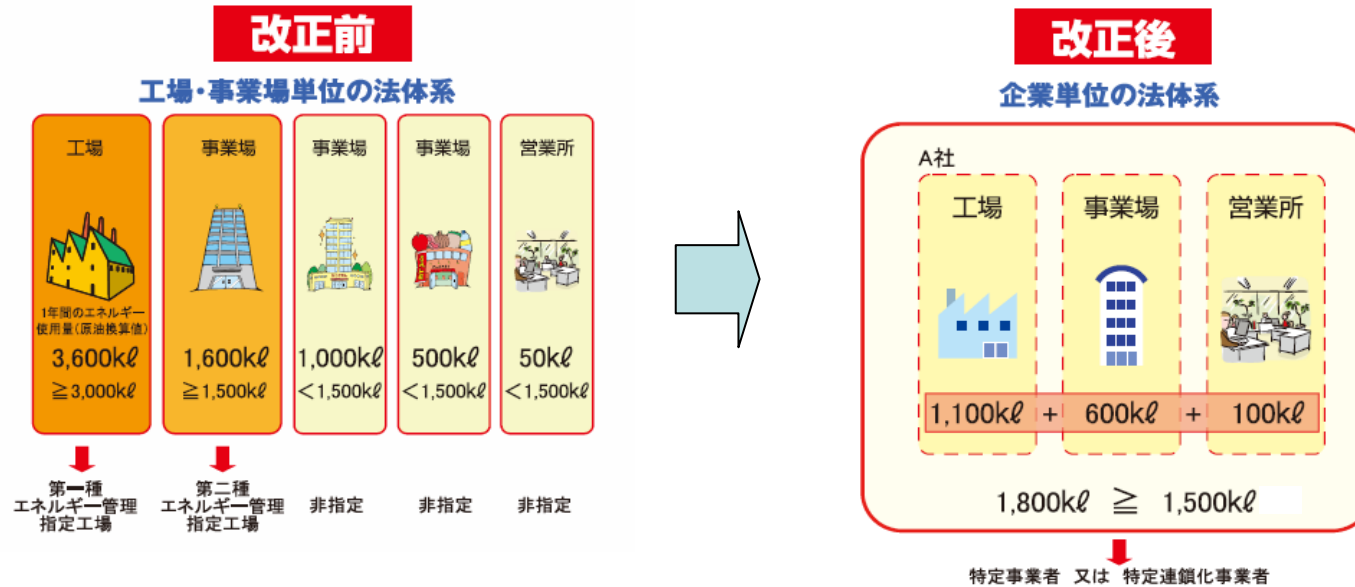 改正前
工場・事業場単位の法体系
工場
事業場
事業場
事業場
営業所
1年間のエネルギー
使用量(原油換算値)
3,600kℓ
1,600kℓ
1,000kℓ
500kℓ
50kℓ
≧3,000kℓ
≧1,500kℓ
<1,500kℓ
<1,500kℓ
<1,500kℓ
第一種
エネルギー管理
指定工場
第二種
エネルギー管理
指定工場
非指定
非指定
非指定
改正後
企業単位の法体系
A社
工場
事業場
営業所
1,100kℓ + 600kℓ + 100kℓ
1,800kℓ ≧ 1,500kℓ
特定事業者 又は 特定連鎖化事業者